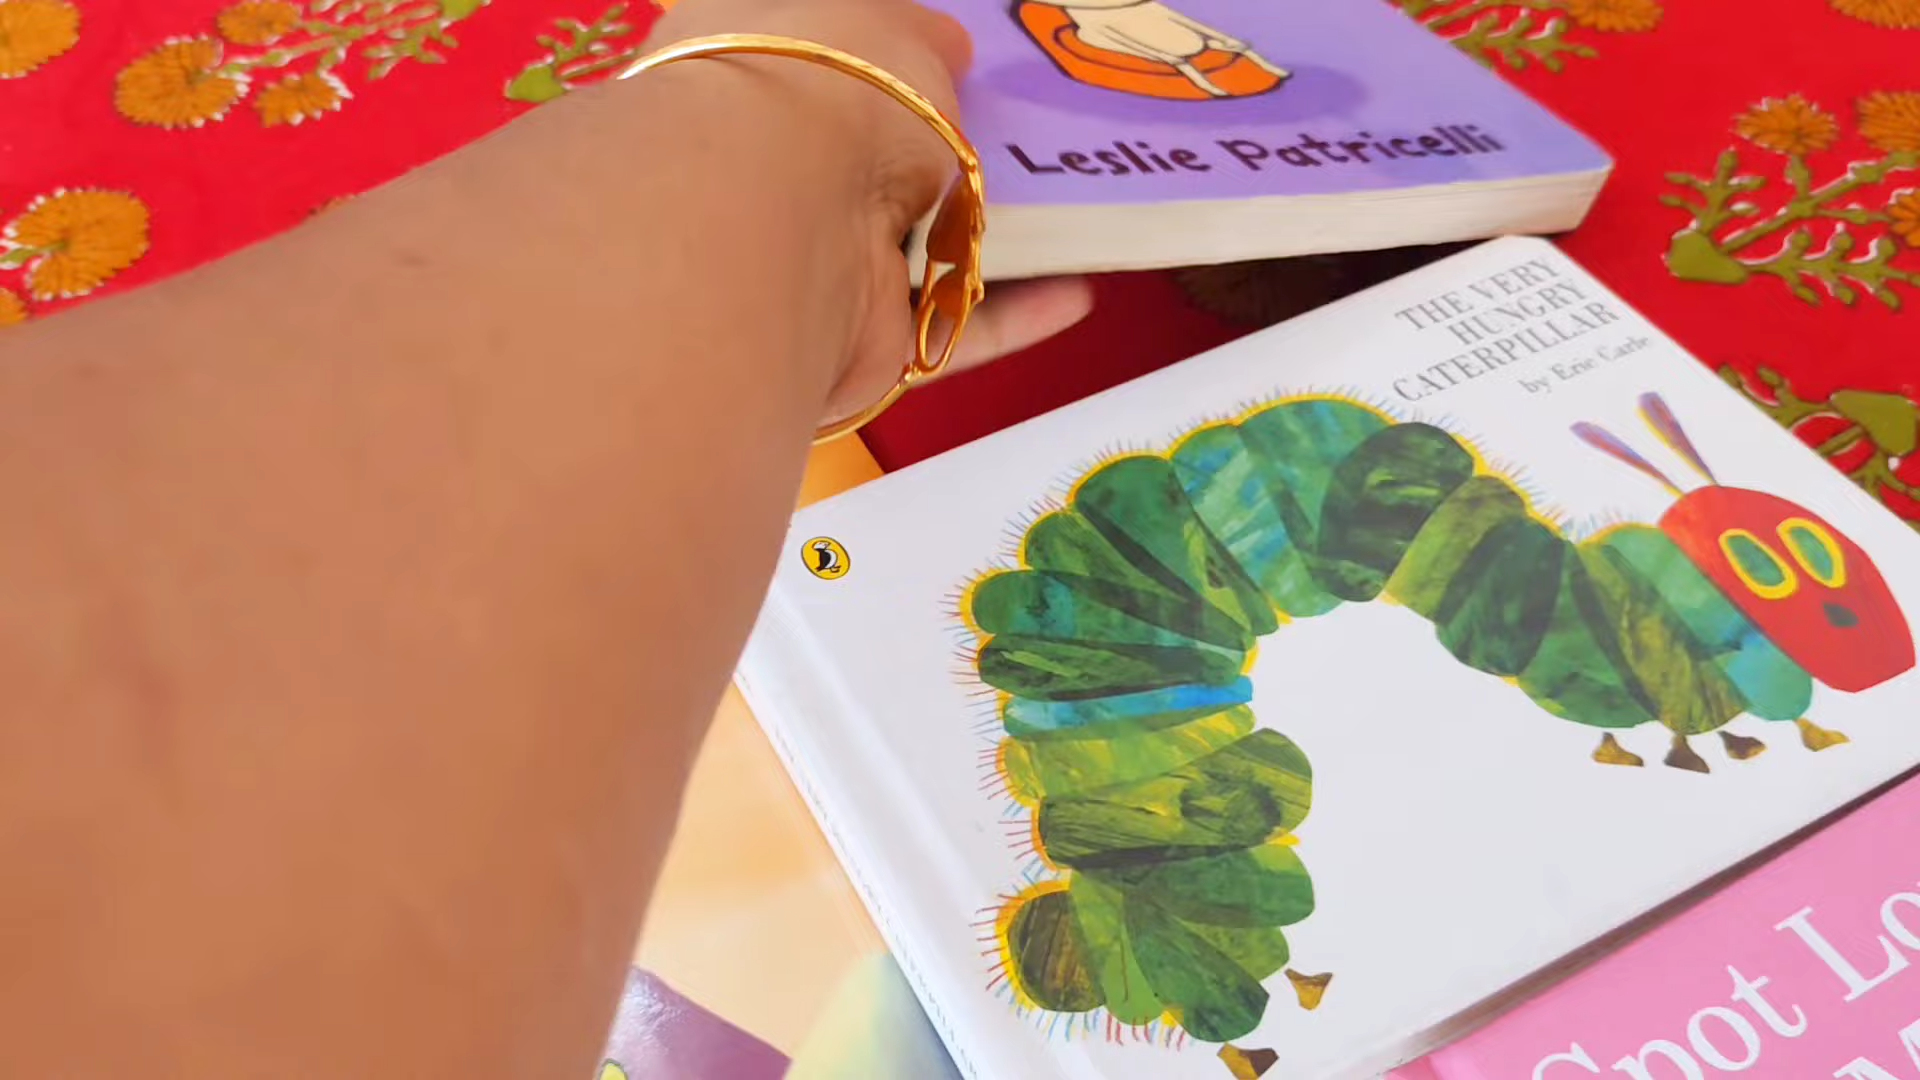 Leslie Patricelli
THE VERY
HUNGRY
CATERPILLAR
by Eric Carle
Spot Lo